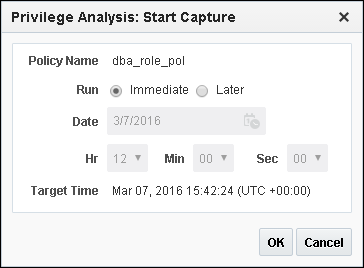 Privilege Analysis: Start Capture
Policy Name dba_role_pol
Run Immediate Later
Date 3/7/2016
Hr 12 Min 00 Sec 00
Target Time Mar 07, 2016 15:42:24 (UTC +00:00)
OK Cancel